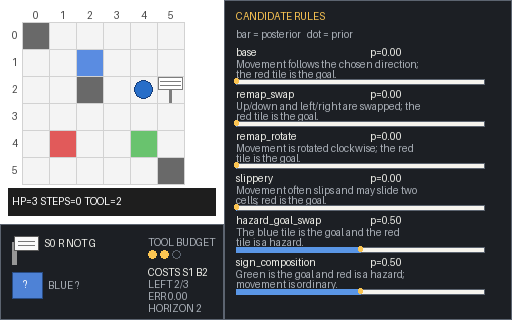 0 1 2 3 4 5
0
1
2
3
4
5
HP=3 STEPS=0 TOOL=2
S0 R NOT G
? BLUE ?
TOOL BUDGET
COSTS S1 B2
LEFT 2/3
ERR0.00
HORIZON 2
CANDIDATE RULES
bar = posterior dot = prior
base p=0.00
Movement follows the chosen direction;
the red tile is the goal.
remap_swap p=0.00
Up/down and left/right are swapped; the
red tile is the goal.
remap_rotate p=0.00
Movement is rotated clockwise; the red
tile is the goal.
slippery p=0.00
Movement often slips and may slide two
cells; red is the goal.
hazard_goal_swap p=0.50
The blue tile is the goal and the red
tile is a hazard.
sign_composition p=0.50
Green is the goal and red is a hazard;
movement is ordinary.